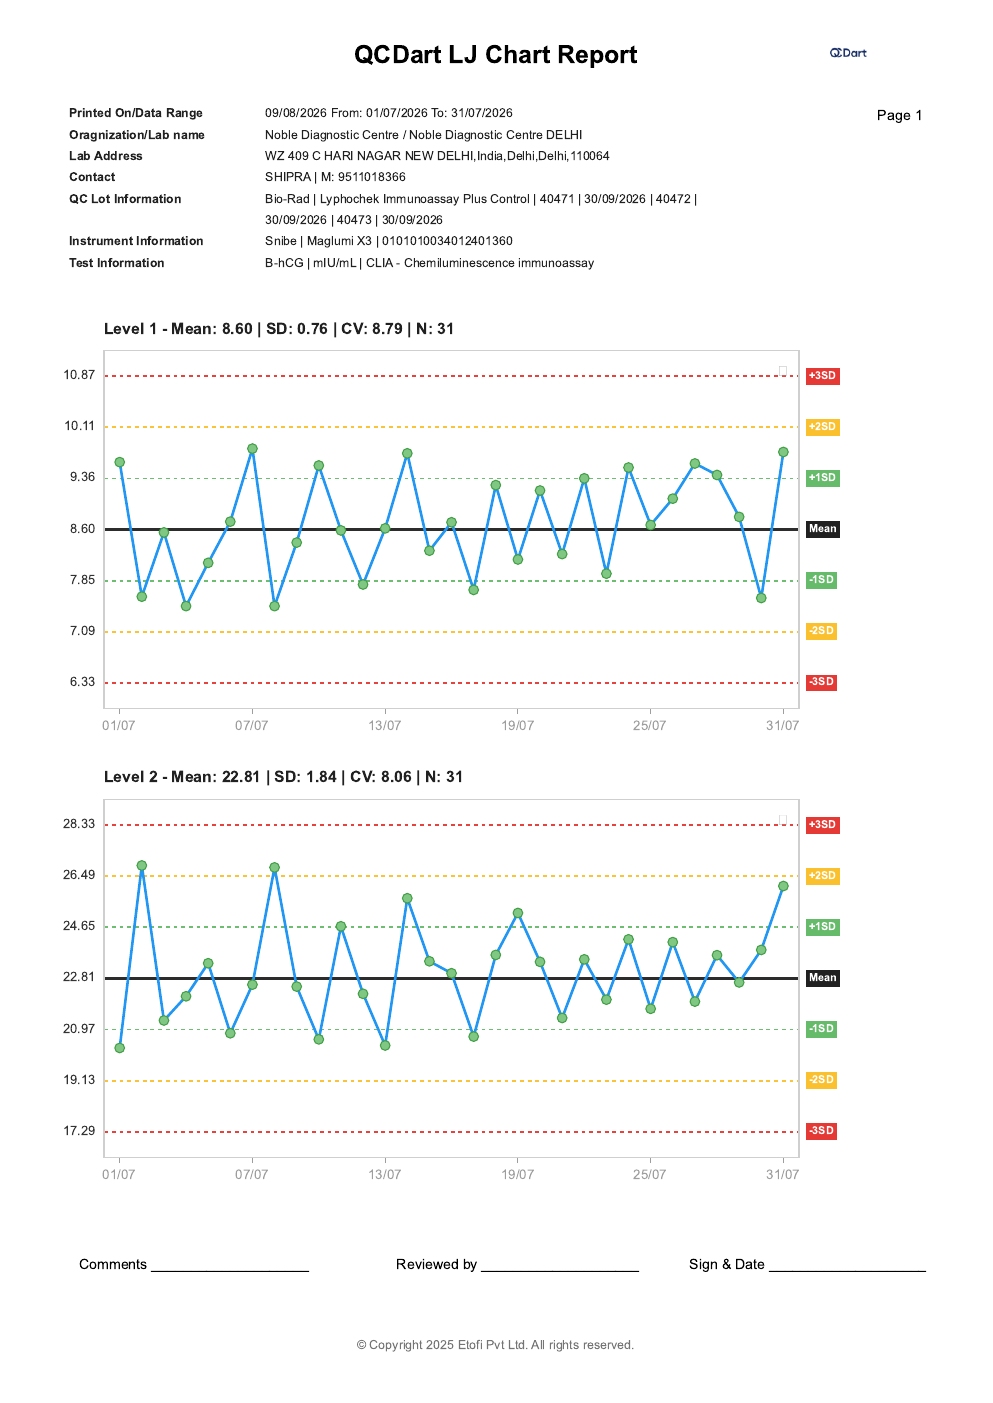 QCDart LJ Chart Report
QCDart
Printed On/Data Range 09/08/2026 From: 01/07/2026 To: 31/07/2026
Page 1
Oragnization/Lab name Noble Diagnostic Centre / Noble Diagnostic Centre DELHI
Lab Address WZ 409 C HARI NAGAR NEW DELHI,India,Delhi,Delhi,110064
Contact SHIPRA | M: 9511018366
QC Lot Information Bio-Rad | Lyphochek Immunoassay Plus Control | 40471 | 30/09/2026 | 40472 |
30/09/2026 | 40473 | 30/09/2026
Instrument Information Snibe | Maglumi X3 | 0101010034012401360
Test Information B-hCG | mIU/mL | CLIA - Chemiluminescence immunoassay
Level 1 - Mean: 8.60 | SD: 0.76 | CV: 8.79 | N: 31
10.87 +3SD
10.11 +2SD
9.36 +1SD
8.60 Mean
7.85 -1SD
7.09 -2SD
6.33 -3SD
01/07 07/07 13/07 19/07 25/07 31/07
Level 2 - Mean: 22.81 | SD: 1.84 | CV: 8.06 | N: 31
28.33 +3SD
26.49 +2SD
24.65 +1SD
22.81 Mean
20.97 -1SD
19.13 -2SD
17.29 -3SD
01/07 07/07 13/07 19/07 25/07 31/07
Comments ____________________ Reviewed by ____________________ Sign & Date ____________________
© Copyright 2025 Etofi Pvt Ltd. All rights reserved.